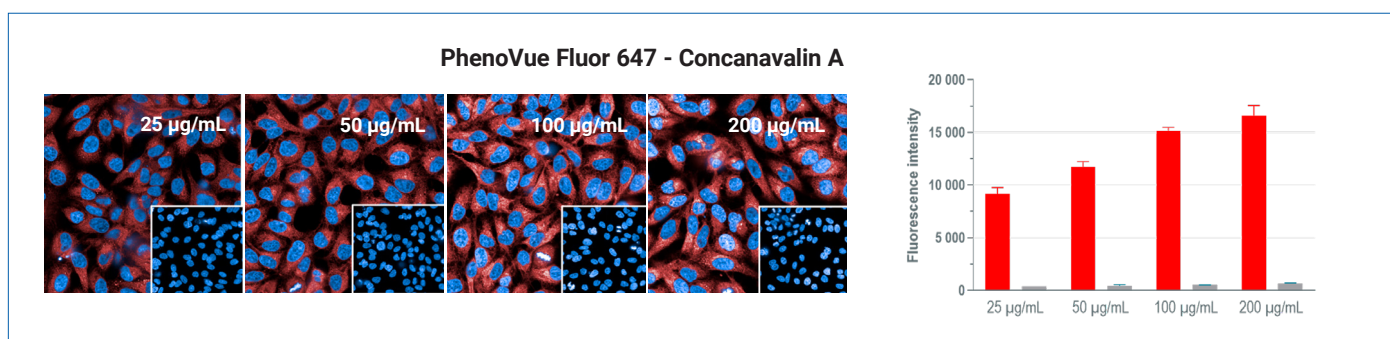 PhenoVue Fluor 647 - Concanavalin A
25 µg/mL
50 µg/mL
100 µg/mL
200 µg/mL
Fluorescence intensity
20 000
15 000
10 000
5 000
0
25 µg/mL
50 µg/mL
100 µg/mL
200 µg/mL